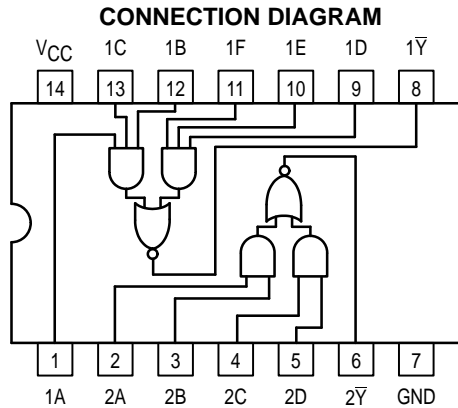 CONNECTION DIAGRAM
VCC 1C 1B 1F 1E 1D 1Y̅
14 13 12 11 10 9 8
1 2 3 4 5 6 7
1A 2A 2B 2C 2D 2Y̅ GND